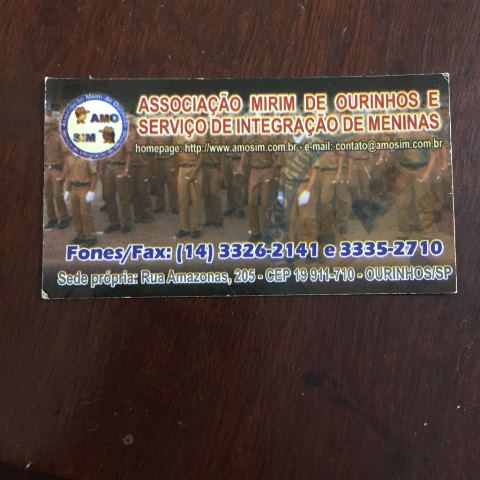 AMO
SIM
ASSOCIAÇÃO MIRIM DE OURINHOS E
SERVIÇO DE INTEGRAÇÃO DE MENINAS
homepage: http://www.amosim.com.br - e-mail: contato@amosim.com.br
Fones/Fax: (14) 3326-2141 e 3335-2710
Sede própria: Rua Amazonas, 205 - CEP 19 911-710 - OURINHOS/SP